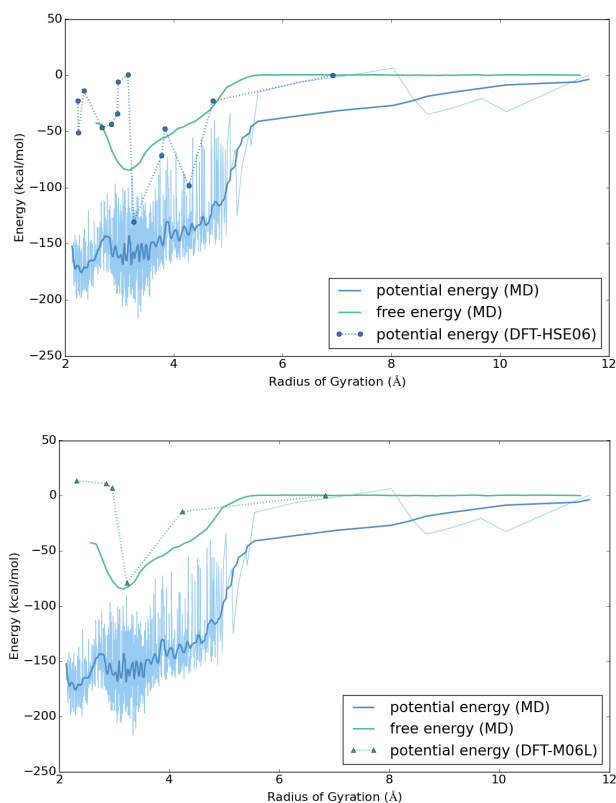 50
0
−50
−100
−150
−200
−250
Energy (kcal/mol)
potential energy (MD)
free energy (MD)
potential energy (DFT-HSE06)
2 4 6 8 10 12
Radius of Gyration (Å)
50
0
−50
−100
−150
−200
−250
Energy (kcal/mol)
potential energy (MD)
free energy (MD)
potential energy (DFT-M06L)
2 4 6 8 10 12
Radius of Gyration (Å)